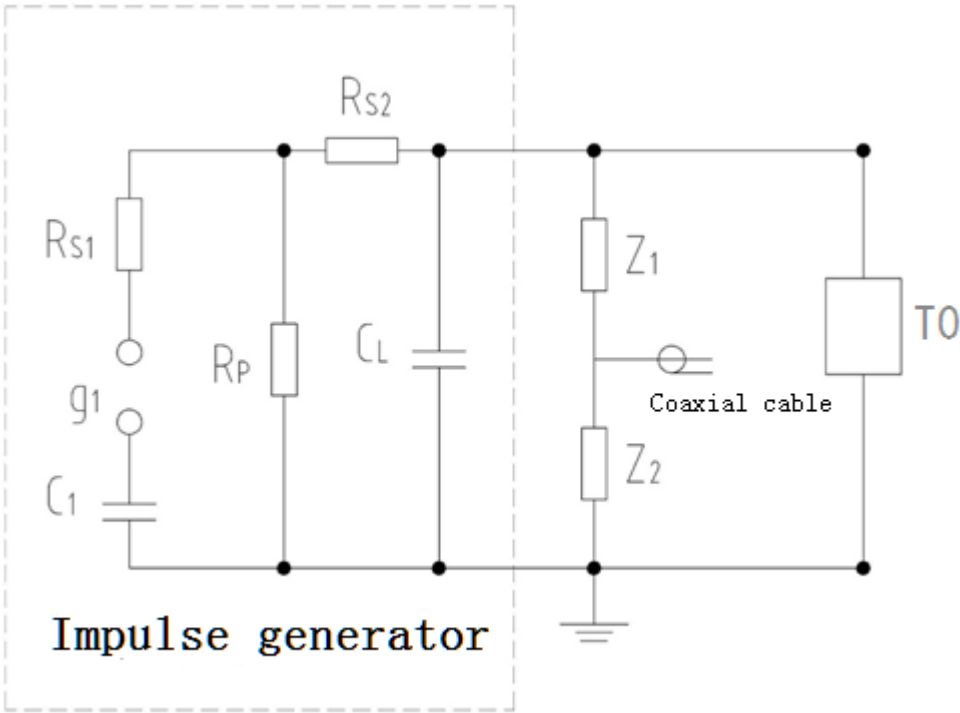 RS2
RS1
Z1
TO
CL
RP
g1
Coaxial cable
Z2
C1
Impulse generator